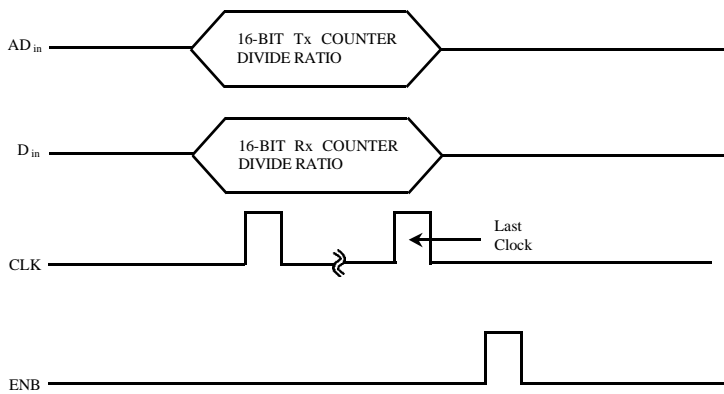 AD in
16-BIT Tx COUNTER
DIVIDE RATIO
D in
16-BIT Rx COUNTER
DIVIDE RATIO
Last
Clock
CLK
ENB